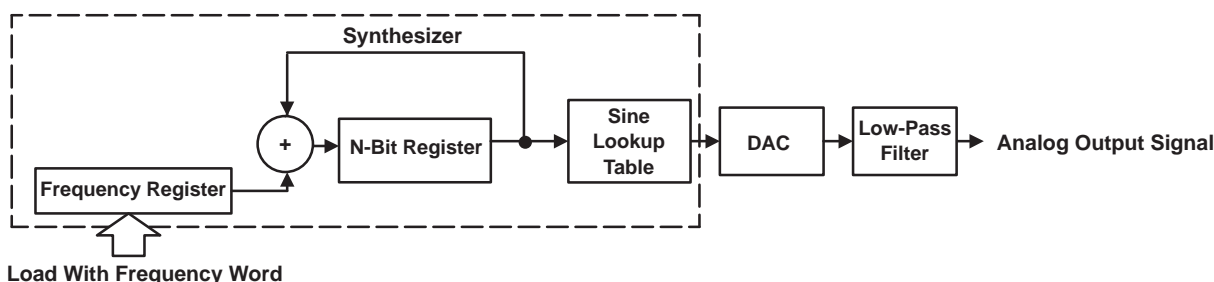 Synthesizer
+
N-Bit Register
Sine
Lookup
Table
DAC
Low-Pass
Filter
Analog Output Signal
Frequency Register
Load With Frequency Word